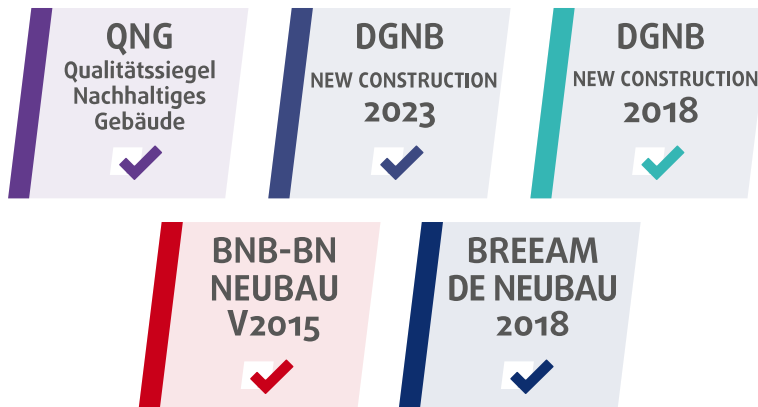 QNG
Qualitätssiegel
Nachhaltiges
Gebäude
DGNB
NEW CONSTRUCTION
2023
DGNB
NEW CONSTRUCTION
2018
BNB-BN
NEUBAU
V2015
BREEAM
DE NEUBAU
2018